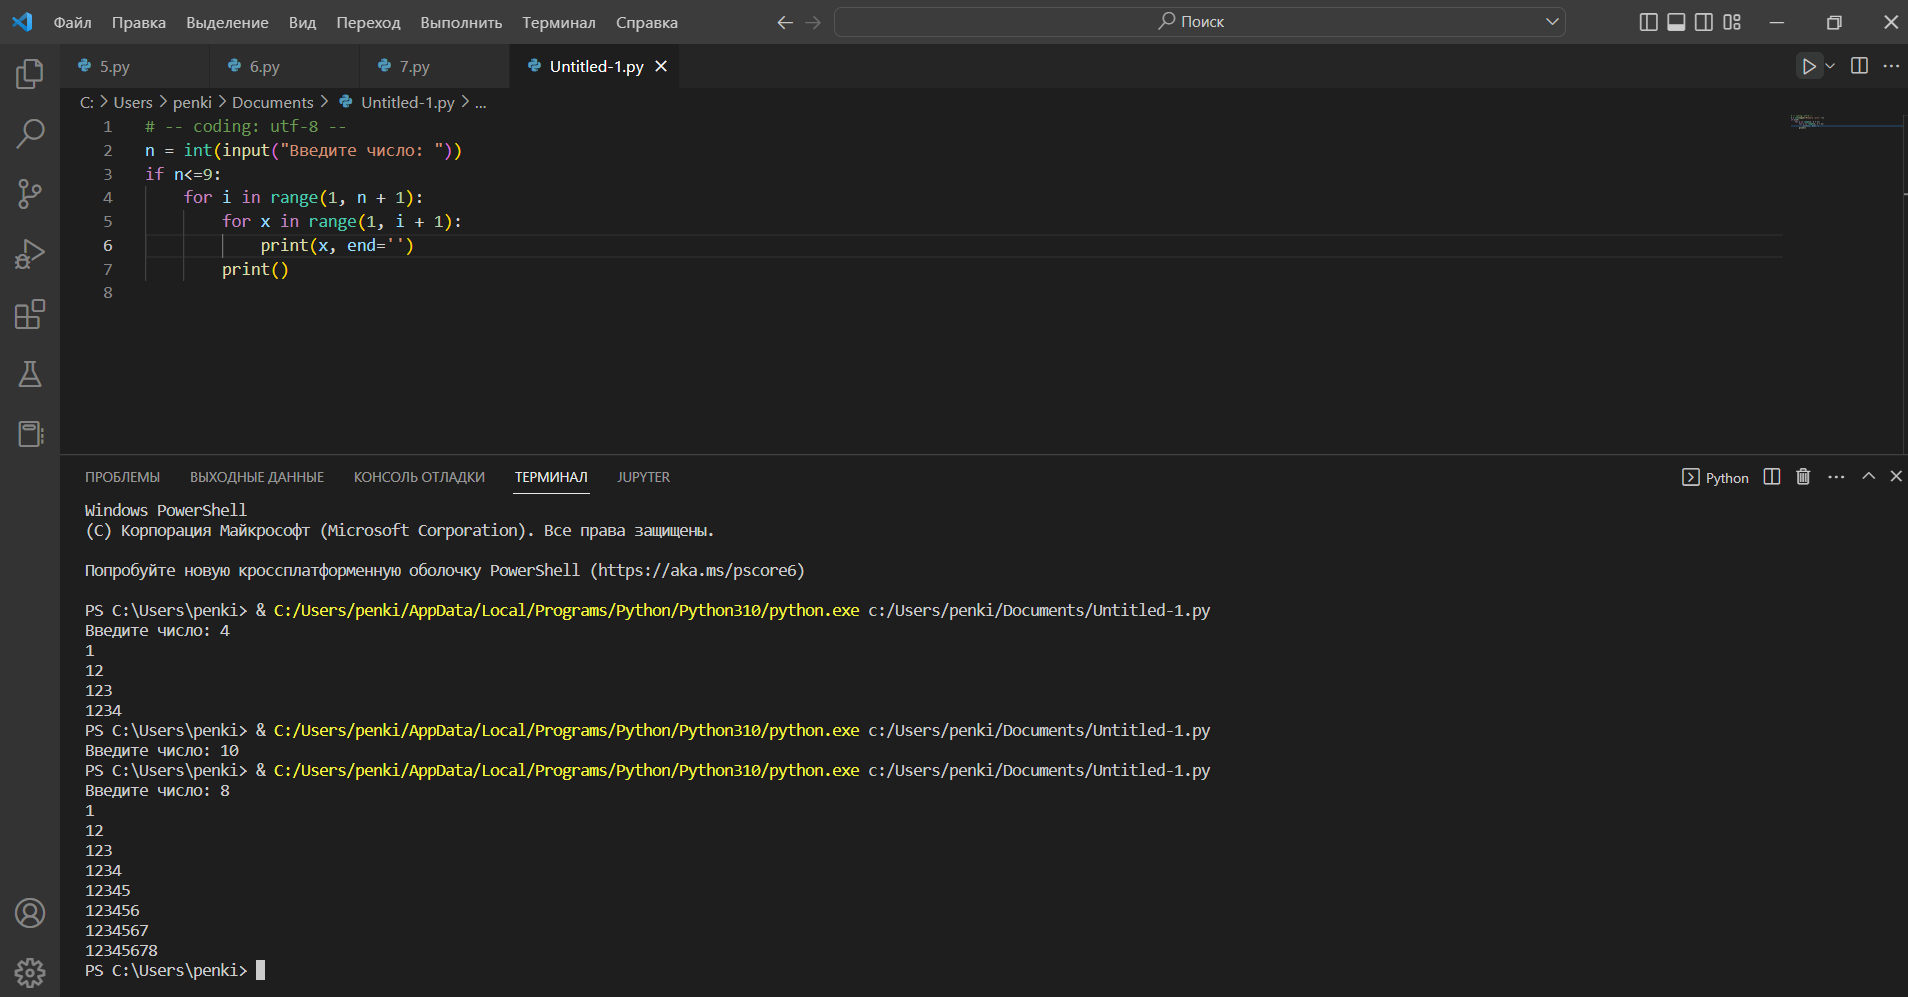 Файл Правка Выделение Вид Переход Выполнить Терминал Справка Поиск
5.py 6.py 7.py Untitled-1.py
C: > Users > penki > Documents > Untitled-1.py > ...
1 # -- coding: utf-8 --
2 n = int(input("Введите число: "))
3 if n<=9:
4     for i in range(1, n + 1):
5         for x in range(1, i + 1):
6             print(x, end='')
7         print()
8
ПРОБЛЕМЫ ВЫХОДНЫЕ ДАННЫЕ КОНСОЛЬ ОТЛАДКИ ТЕРМИНАЛ JUPYTER Python
Windows PowerShell
(C) Корпорация Майкрософт (Microsoft Corporation). Все права защищены.
Попробуйте новую кроссплатформенную оболочку PowerShell (https://aka.ms/pscore6)
PS C:\Users\penki> & C:/Users/penki/AppData/Local/Programs/Python/Python310/python.exe c:/Users/penki/Documents/Untitled-1.py
Введите число: 4
1
12
123
1234
PS C:\Users\penki> & C:/Users/penki/AppData/Local/Programs/Python/Python310/python.exe c:/Users/penki/Documents/Untitled-1.py
Введите число: 10
PS C:\Users\penki> & C:/Users/penki/AppData/Local/Programs/Python/Python310/python.exe c:/Users/penki/Documents/Untitled-1.py
Введите число: 8
1
12
123
1234
12345
123456
1234567
12345678
PS C:\Users\penki>